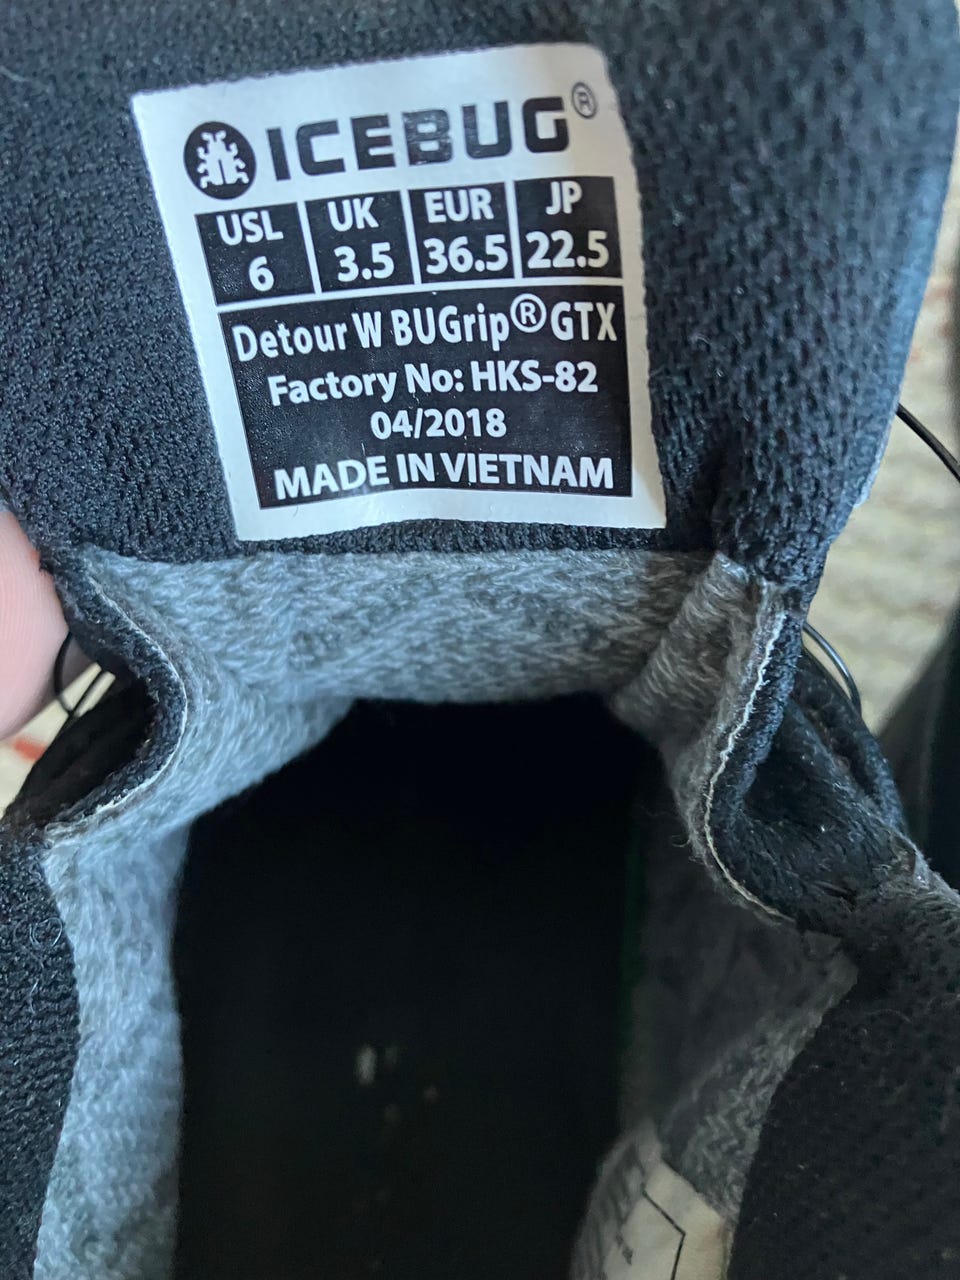 ICEBUG®
USL UK EUR JP
6 3.5 36.5 22.5
Detour W BUGrip® GTX
Factory No: HKS-82
04/2018
MADE IN VIETNAM